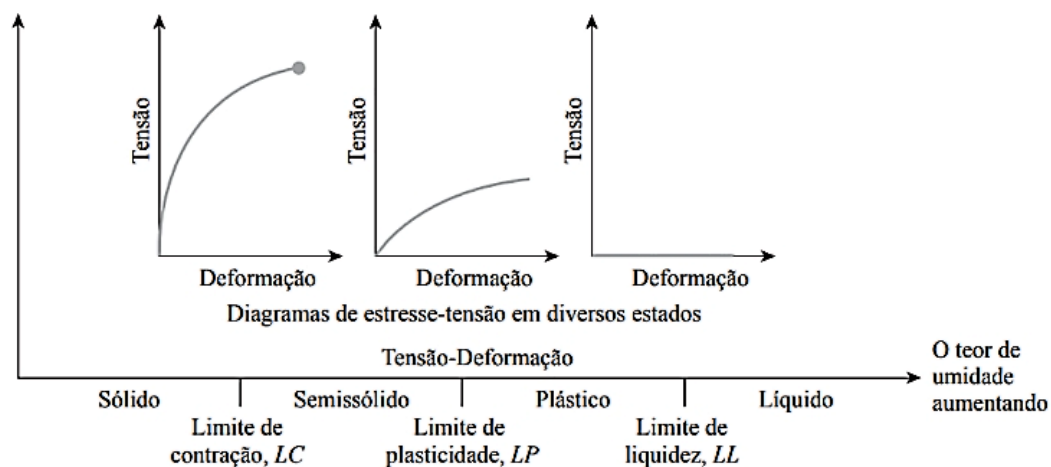 Tensão
Deformação
Tensão
Deformação
Tensão
Deformação
Diagramas de estresse-tensão em diversos estados
Tensão-Deformação
O teor de
umidade
aumentando
Sólido
Semissólido
Plástico
Líquido
Limite de
contração, LC
Limite de
plasticidade, LP
Limite de
liquidez, LL